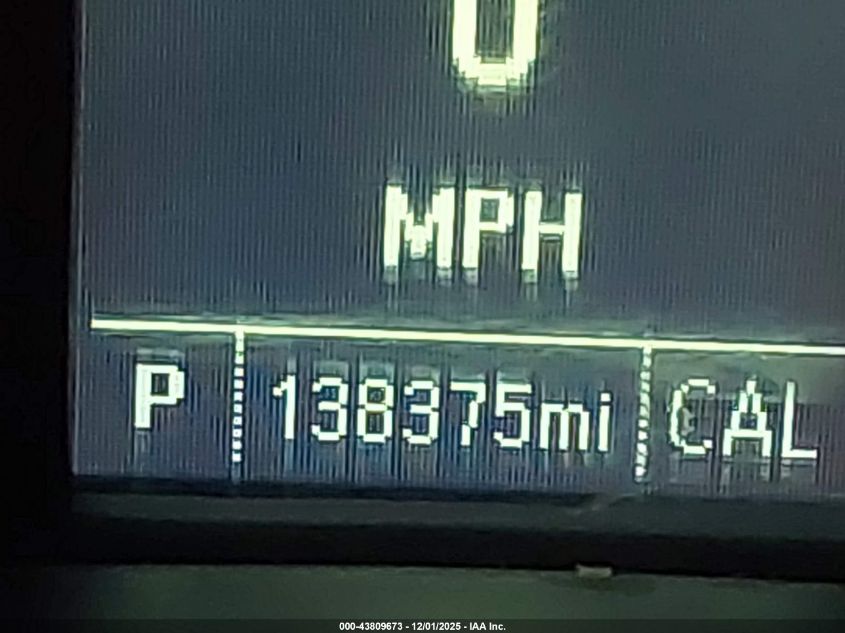 0
MPH
P 138375mi CAL
000-43809673 - 12/01/2025 - IAA Inc.